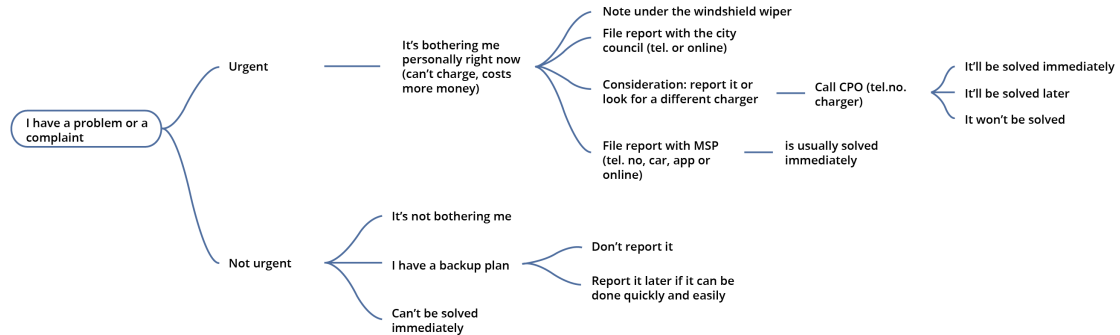 I have a problem or a
complaint
Urgent
It's bothering me
personally right now
(can't charge, costs
more money)
Note under the windshield wiper
File report with the city
council (tel. or online)
Consideration: report it or
look for a different charger
Call CPO (tel.no.
charger)
It'll be solved immediately
It'll be solved later
It won't be solved
File report with MSP
(tel. no, car, app or
online)
is usually solved
immediately
Not urgent
It's not bothering me
I have a backup plan
Don't report it
Report it later if it can be
done quickly and easily
Can't be solved
immediately